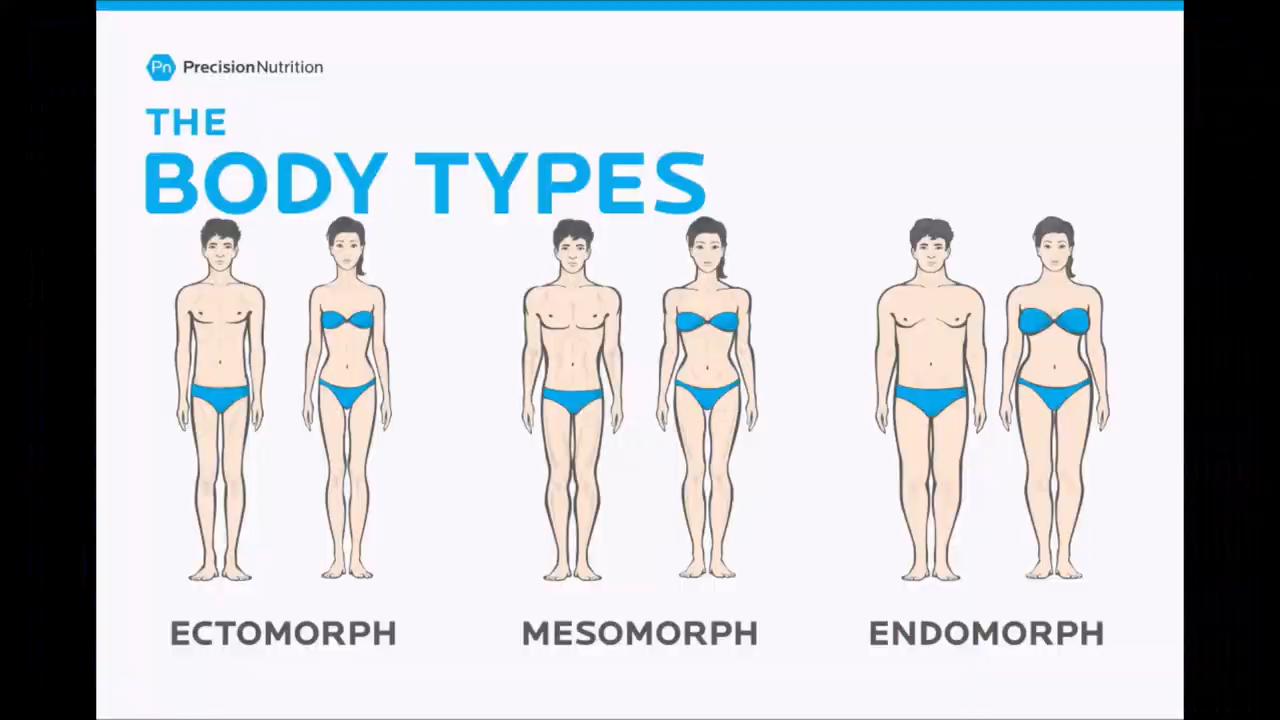 Pn PrecisionNutrition
THE
BODY TYPES
ECTOMORPH MESOMORPH ENDOMORPH